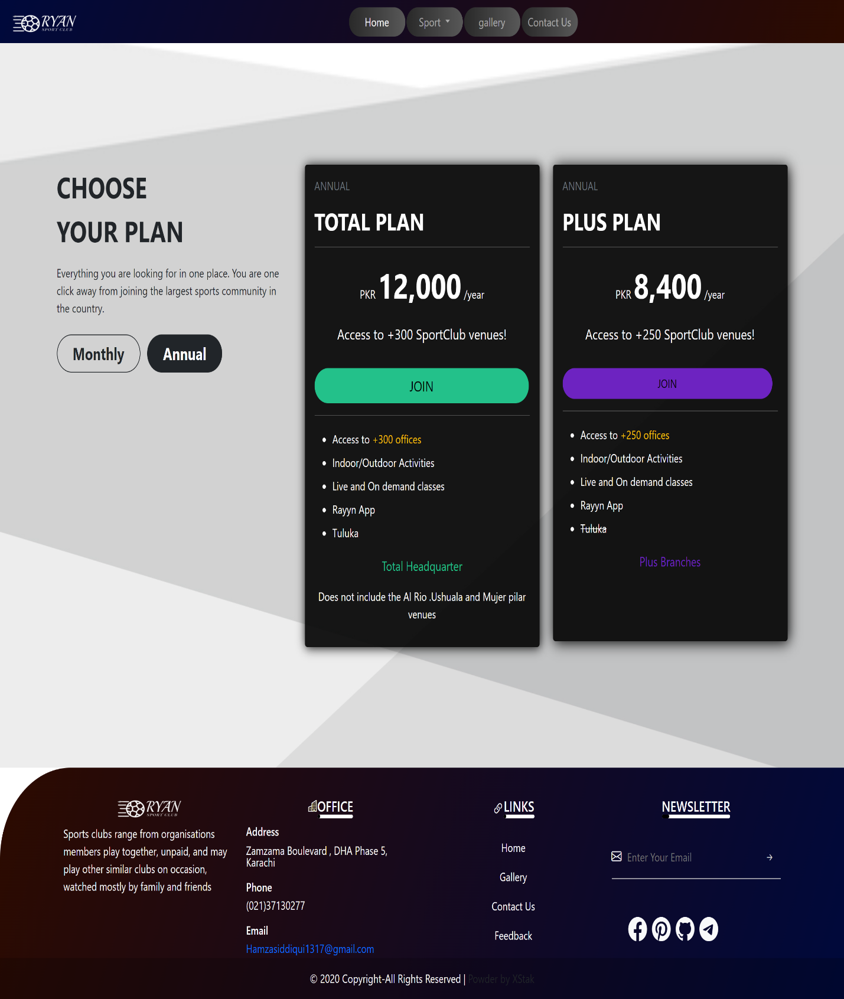 RYAN
SPORT CLUB
Home
Sport
gallery
Contact Us
CHOOSE
YOUR PLAN
Everything you are looking for in one place. You are one
click away from joining the largest sports community in
the country.
Monthly
Annual
ANNUAL
TOTAL PLAN
PKR 12,000 /year
Access to +300 SportClub venues!
JOIN
Access to +300 offices
Indoor/Outdoor Activities
Live and On demand classes
Rayyn App
Tuluka
Total Headquarter
Does not include the Al Rio .Ushuala and Mujer pilar
venues
ANNUAL
PLUS PLAN
PKR 8,400 /year
Access to +250 SportClub venues!
JOIN
Access to +250 offices
Indoor/Outdoor Activities
Live and On demand classes
Rayyn App
Tuluka
Plus Branches
RYAN
SPORT CLUB
Sports clubs range from organisations
members play together, unpaid, and may
play other similar clubs on occasion,
watched mostly by family and friends
OFFICE
Address
Zamzama Boulevard , DHA Phase 5,
Karachi
Phone
(021)37130277
Email
Hamzasiddiqui1317@gmail.com
LINKS
Home
Gallery
Contact Us
Feedback
NEWSLETTER
Enter Your Email
© 2020 Copyright-All Rights Reserved | Powder by XStak